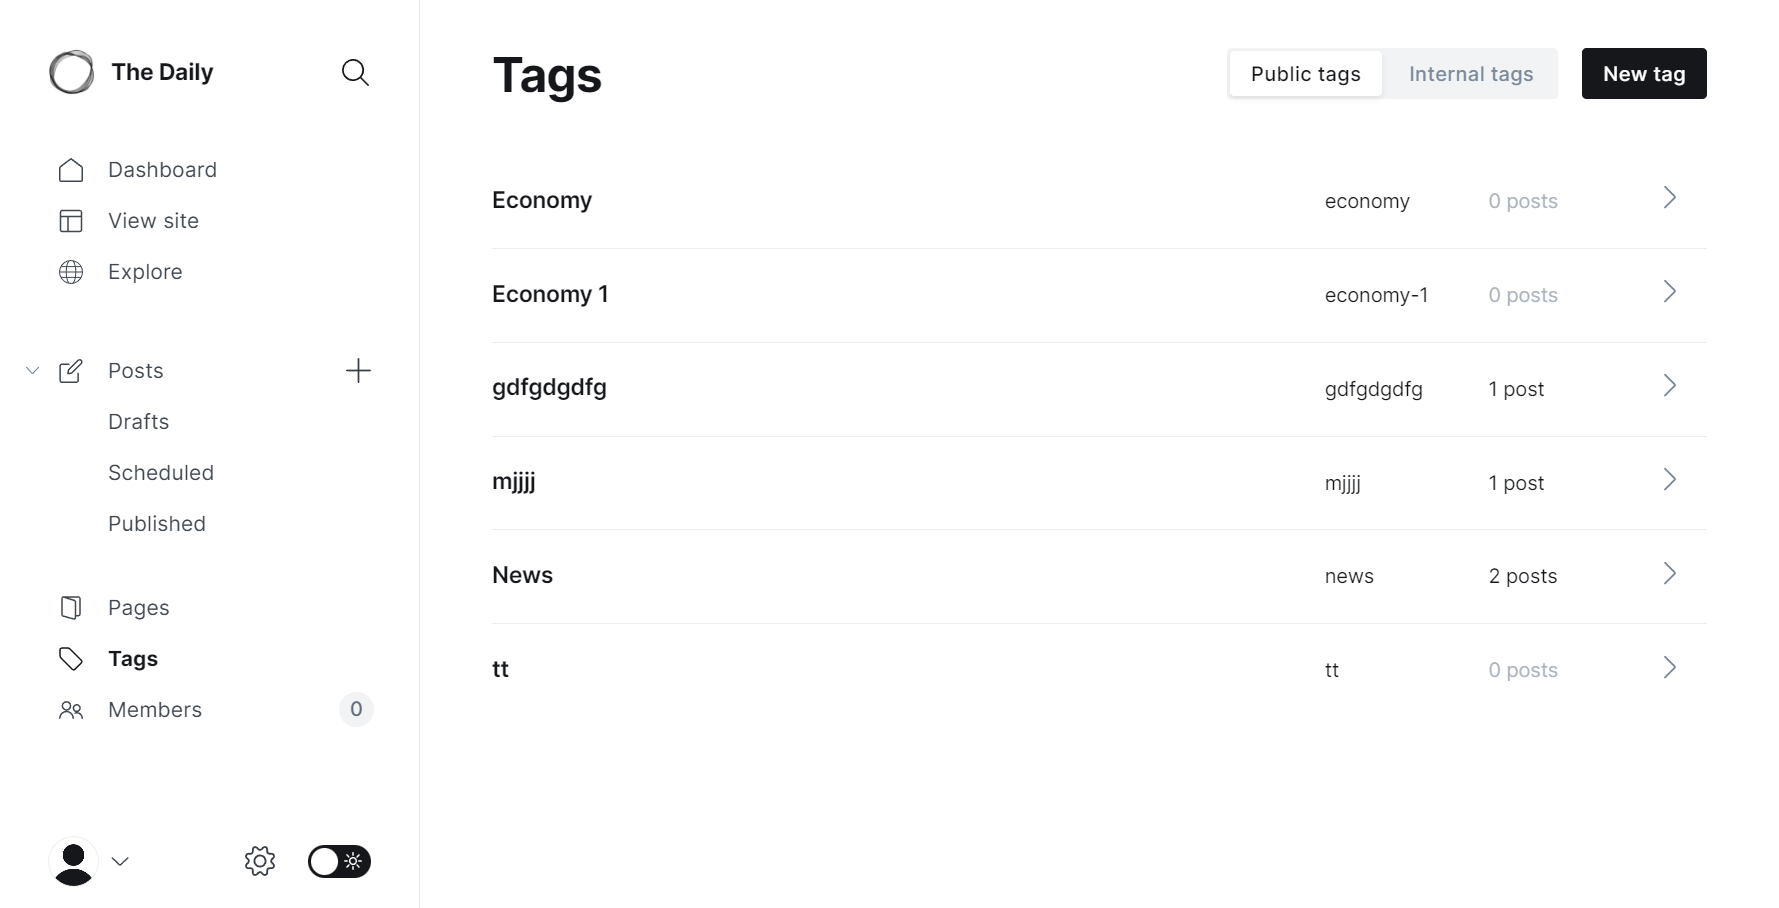 The Daily
Dashboard
View site
Explore
Posts
Drafts
Scheduled
Published
Pages
Tags
Members 0
Tags
Public tags Internal tags New tag
Economy economy 0 posts
Economy 1 economy-1 0 posts
gdfgdgdfg gdfgdgdfg 1 post
mjjjj mjjjj 1 post
News news 2 posts
tt tt 0 posts